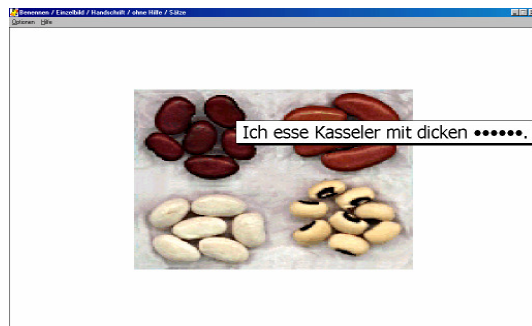 Benennen / Einzelbild / Handschrift / ohne Hilfe / Sätze
Optionen Hilfe
Ich esse Kasseler mit dicken ••••••.